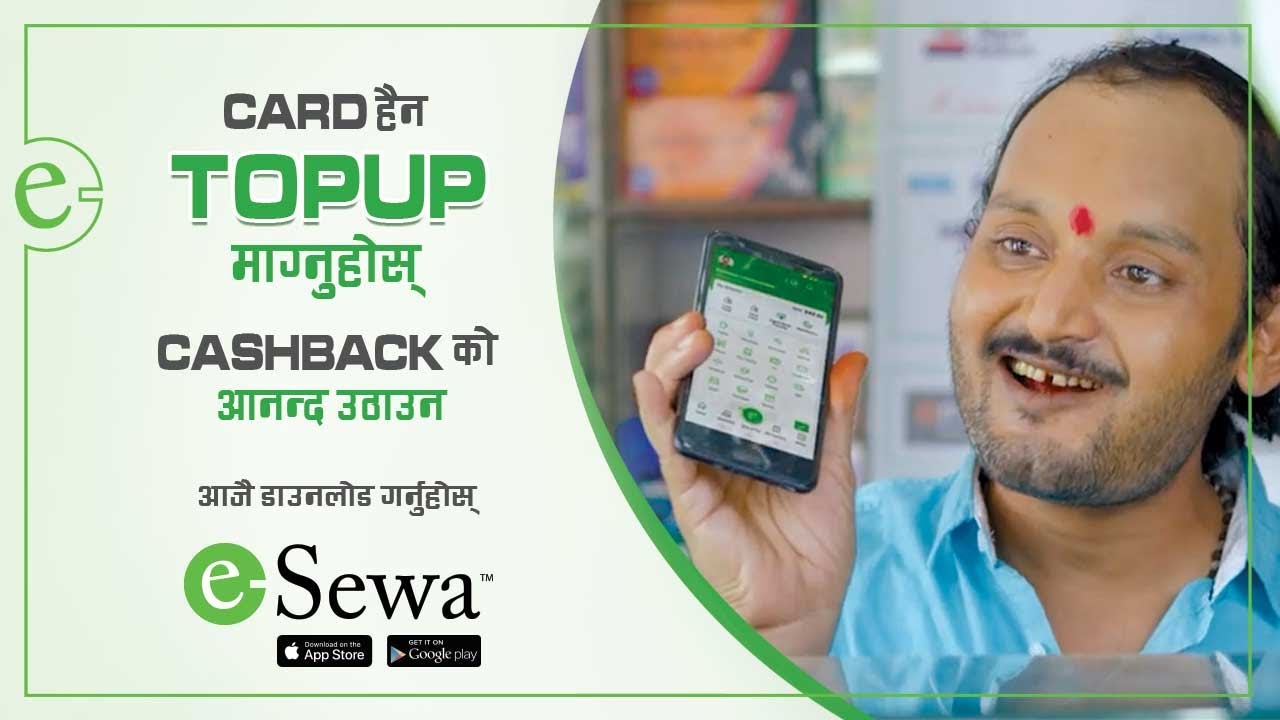 CARD हैन
TOPUP
माग्नुहोस्
CASHBACK को
आनन्द उठाउन
आजै डाउनलोड गर्नुहोस्
e-Sewa™
Download on the
App Store
GET IT ON
Google play
e